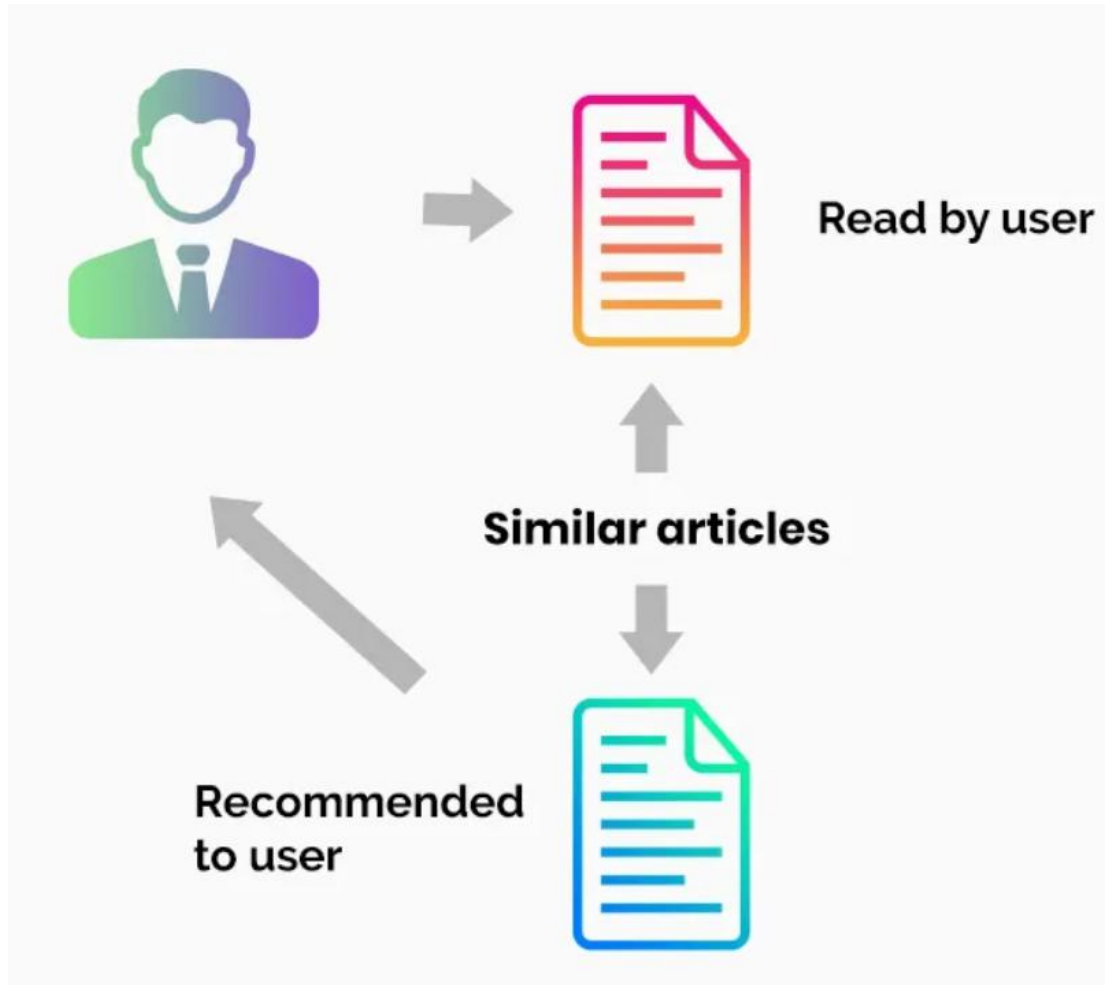 Read by user
Similar articles
Recommended
to user